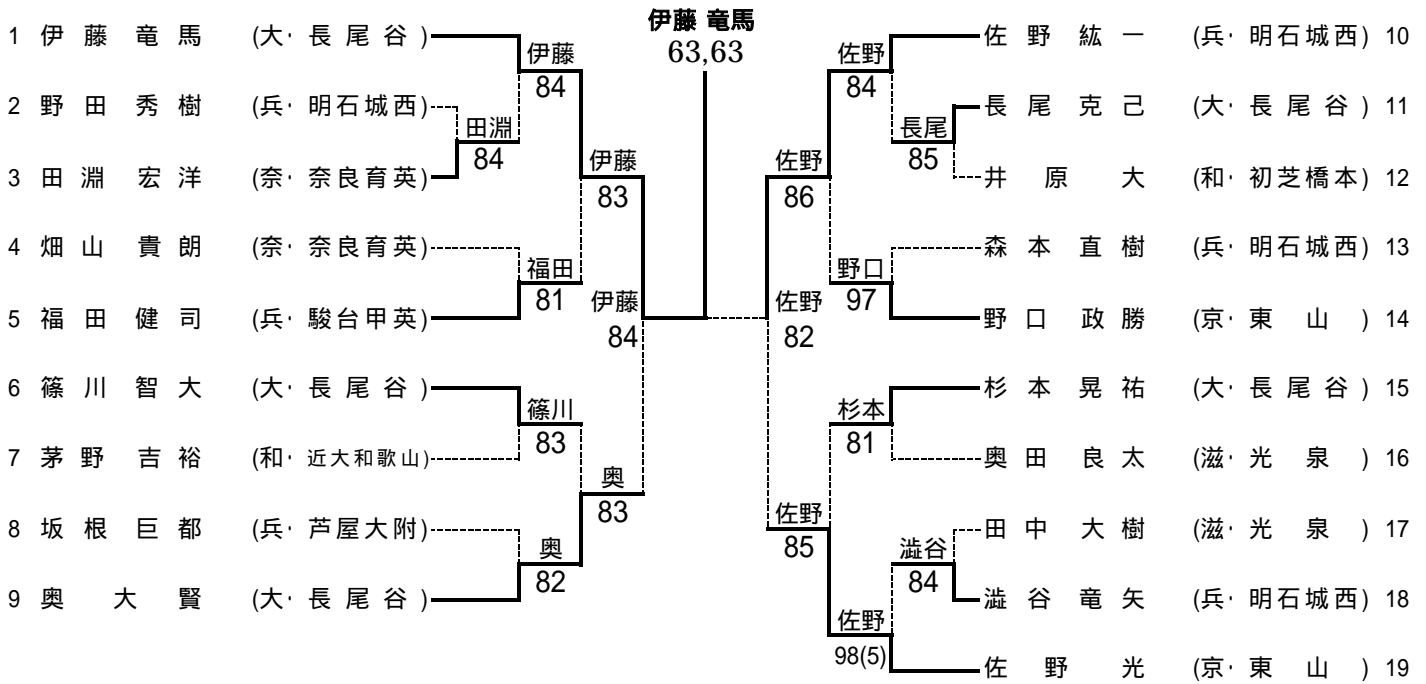 伊藤 竜馬
63,63
1 伊藤竜馬 (大・長尾谷)
2 野田秀樹 (兵・明石城西)
3 田淵宏洋 (奈・奈良育英)
4 畑山貴朗 (奈・奈良育英)
5 福田健司 (兵・駿台甲英)
6 篠川智大 (大・長尾谷)
7 茅野吉裕 (和・近大和歌山)
8 坂根巨都 (兵・芦屋大附)
9 奥大賢 (大・長尾谷)
伊藤
84
田淵
84
伊藤
83
福田
81
伊藤
84
篠川
83
奥
83
奥
82
佐野
84
長尾
85
佐野
86
野口
97
佐野
82
杉本
81
佐野
85
澁谷
84
佐野
98(5)
佐野紘一 (兵・明石城西) 10
長尾克己 (大・長尾谷) 11
井原大 (和・初芝橋本) 12
森本直樹 (兵・明石城西) 13
野口政勝 (京・東山) 14
杉本晃祐 (大・長尾谷) 15
奥田良太 (滋・光泉) 16
田中大樹 (滋・光泉) 17
澁谷竜矢 (兵・明石城西) 18
佐野光 (京・東山) 19